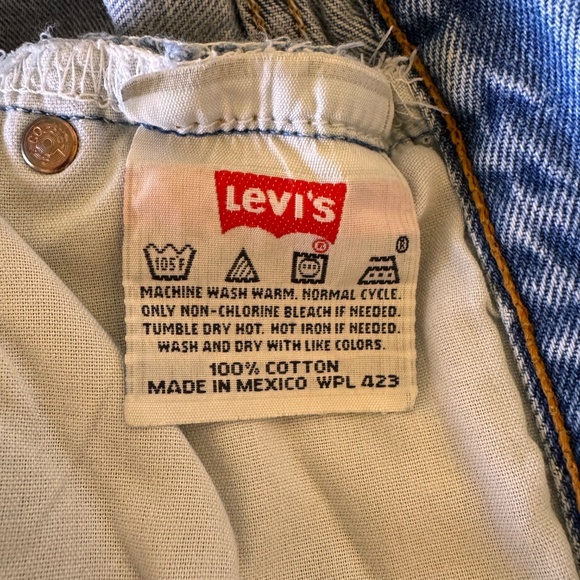 Levi's
®
105F
®
MACHINE WASH WARM. NORMAL CYCLE.
ONLY NON-CHLORINE BLEACH IF NEEDED.
TUMBLE DRY HOT. HOT IRON IF NEEDED.
WASH AND DRY WITH LIKE COLORS.
100% COTTON
MADE IN MEXICO WPL 423